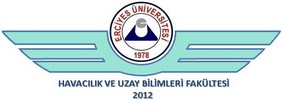 ERCİYES ÜNİVERSİTESİ
1978
HAVACILIK VE UZAY BİLİMLERİ FAKÜLTESİ
2012